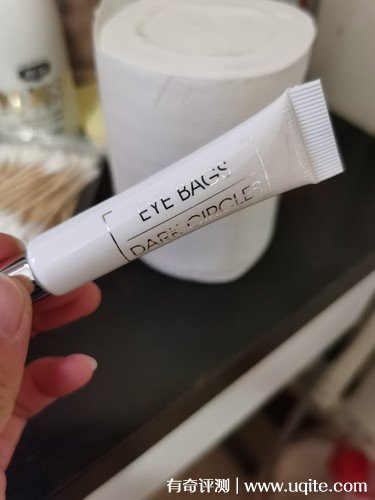 EYE BAGS
DARK CIRCLES
有奇评测 | www.uqite.com